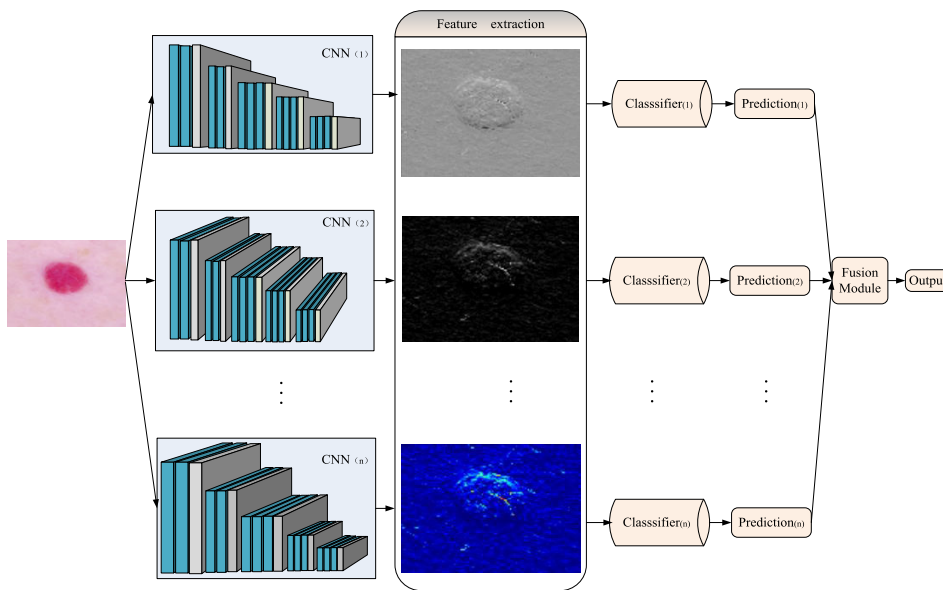 Feature extraction
CNN (1)
Classsifier(1)
Prediction(1)
CNN (2)
Classsifier(2)
Prediction(2)
Fusion
Module
Output
CNN (n)
Classsifier(n)
Prediction(n)